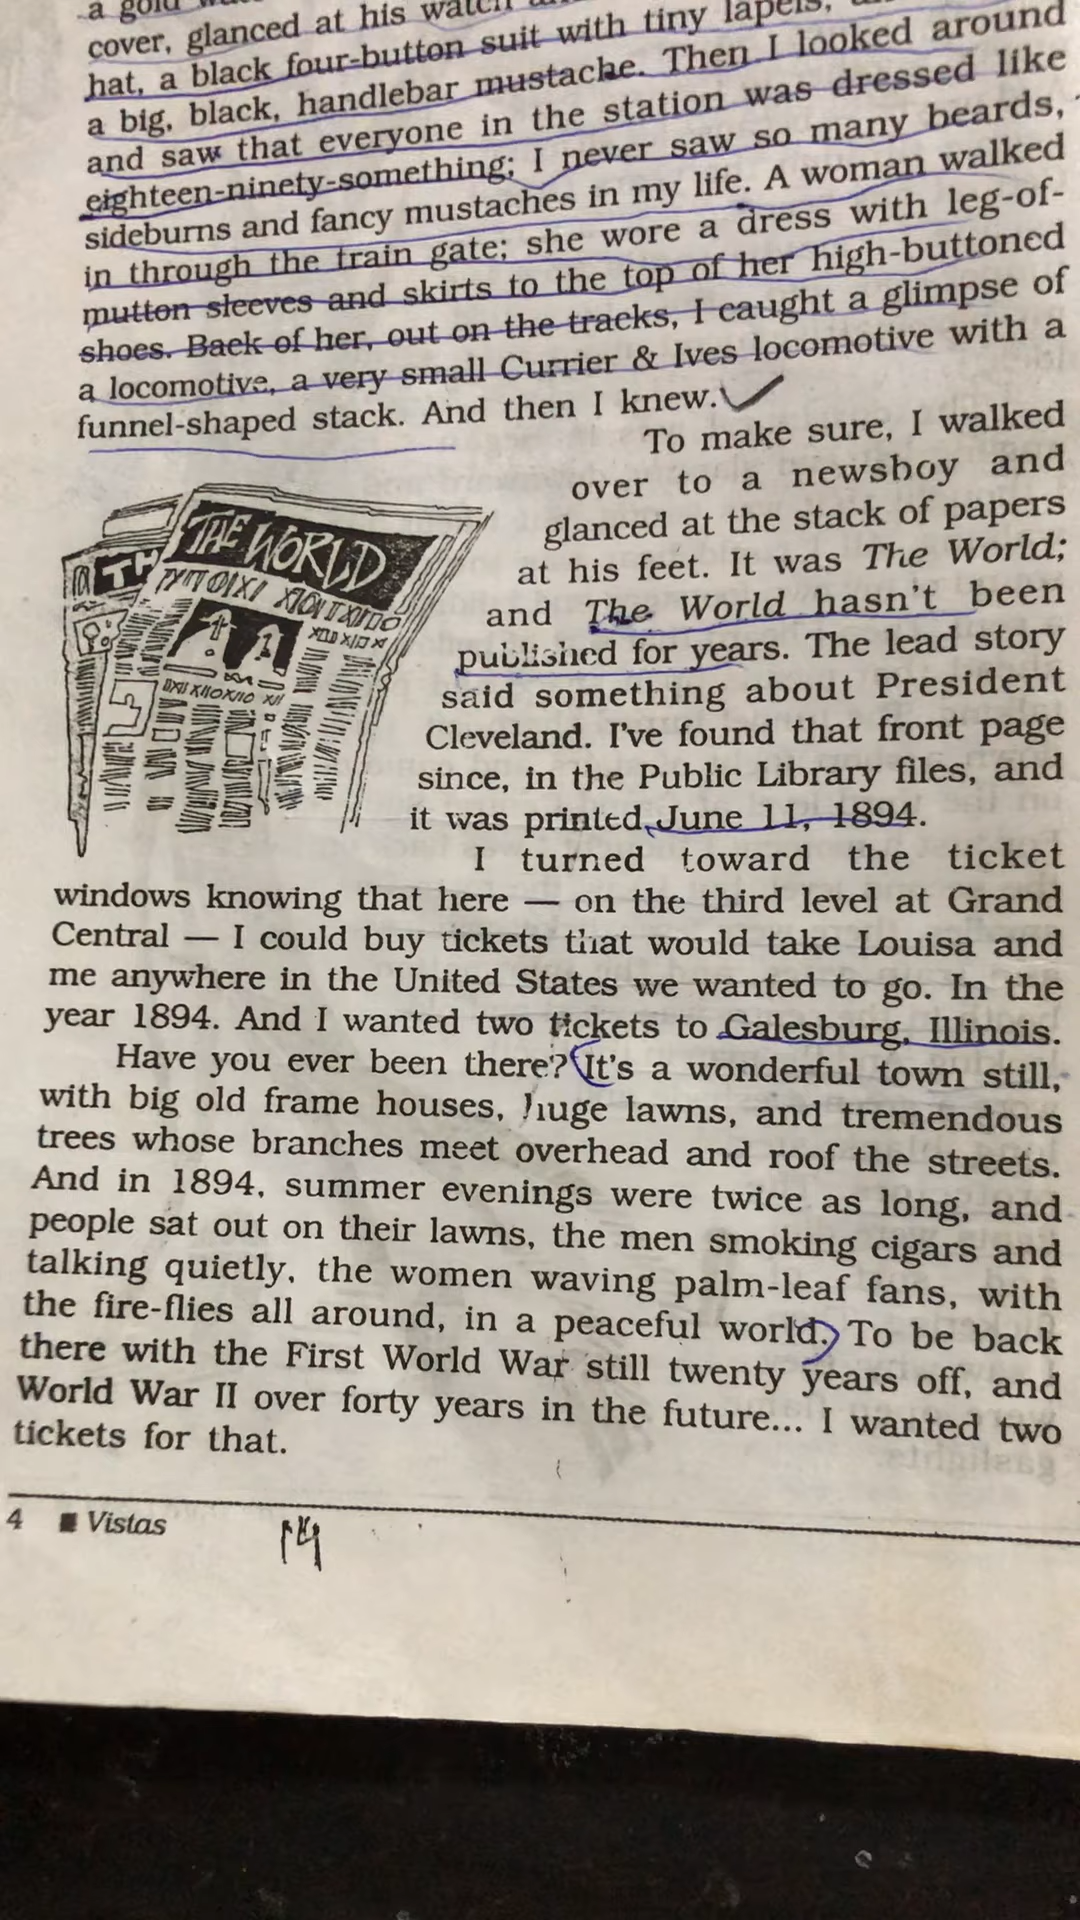 a gold
cover, glanced at his watch
hat, a black four-button suit with tiny lapels,
a big, black, handlebar mustache. Then I looked around
and saw that everyone in the station was dressed like
eighteen-ninety-something; I never saw so many beards,
sideburns and fancy mustaches in my life. A woman walked
in through the train gate; she wore a dress with leg-of-
mutton sleeves and skirts to the top of her high-buttoned
shoes. Back of her, out on the tracks, I caught a glimpse of
a locomotive, a very small Currier & Ives locomotive with a
funnel-shaped stack. And then I knew.
To make sure, I walked
over to a newsboy and
glanced at the stack of papers
at his feet. It was The World;
and The World hasn't been
published for years. The lead story
said something about President
Cleveland. I've found that front page
since, in the Public Library files, and
it was printed June 11, 1894.
TH
THE WORLD
I turned toward the ticket
windows knowing that here — on the third level at Grand
Central — I could buy tickets that would take Louisa and
me anywhere in the United States we wanted to go. In the
year 1894. And I wanted two tickets to Galesburg, Illinois.
Have you ever been there? It's a wonderful town still,
with big old frame houses, huge lawns, and tremendous
trees whose branches meet overhead and roof the streets.
And in 1894, summer evenings were twice as long, and
people sat out on their lawns, the men smoking cigars and
talking quietly, the women waving palm-leaf fans, with
the fire-flies all around, in a peaceful world. To be back
there with the First World War still twenty years off, and
World War II over forty years in the future... I wanted two
tickets for that.
4 ■ Vistas